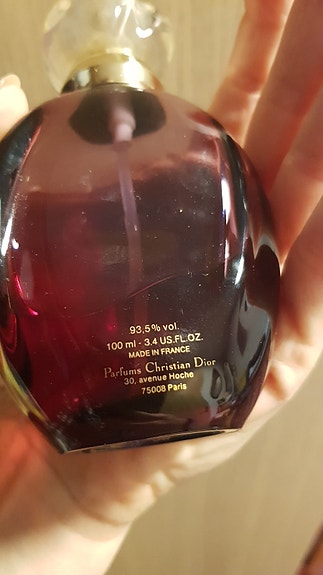 93,5% vol.
100 ml - 3.4 US.FL.OZ.
MADE IN FRANCE
Parfums Christian Dior
30, avenue Hoche
75008 Paris